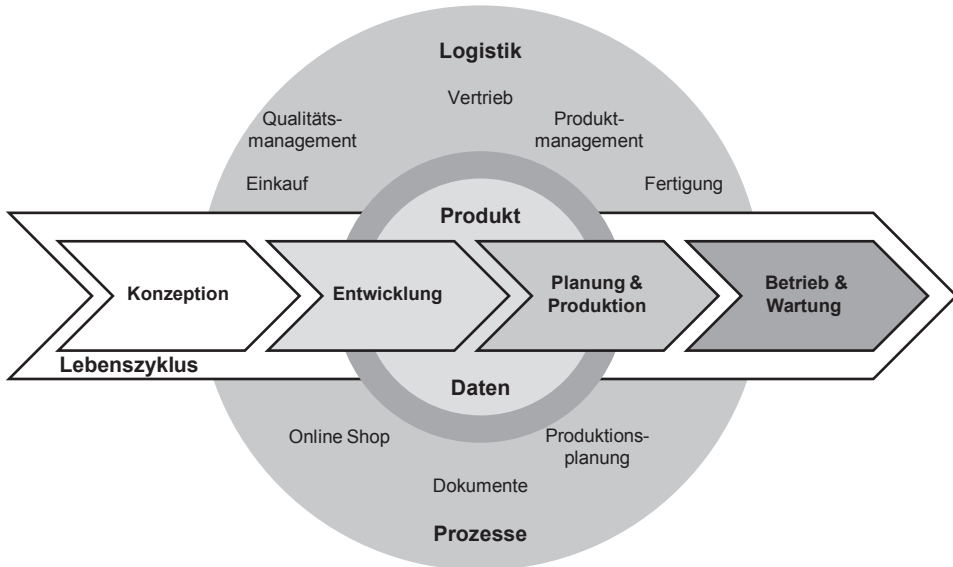 Logistik
Vertrieb
Qualitäts-
management
Produkt-
management
Einkauf
Fertigung
Produkt
Konzeption
Entwicklung
Planung &
Produktion
Betrieb &
Wartung
Lebenszyklus
Daten
Online Shop
Produktions-
planung
Dokumente
Prozesse